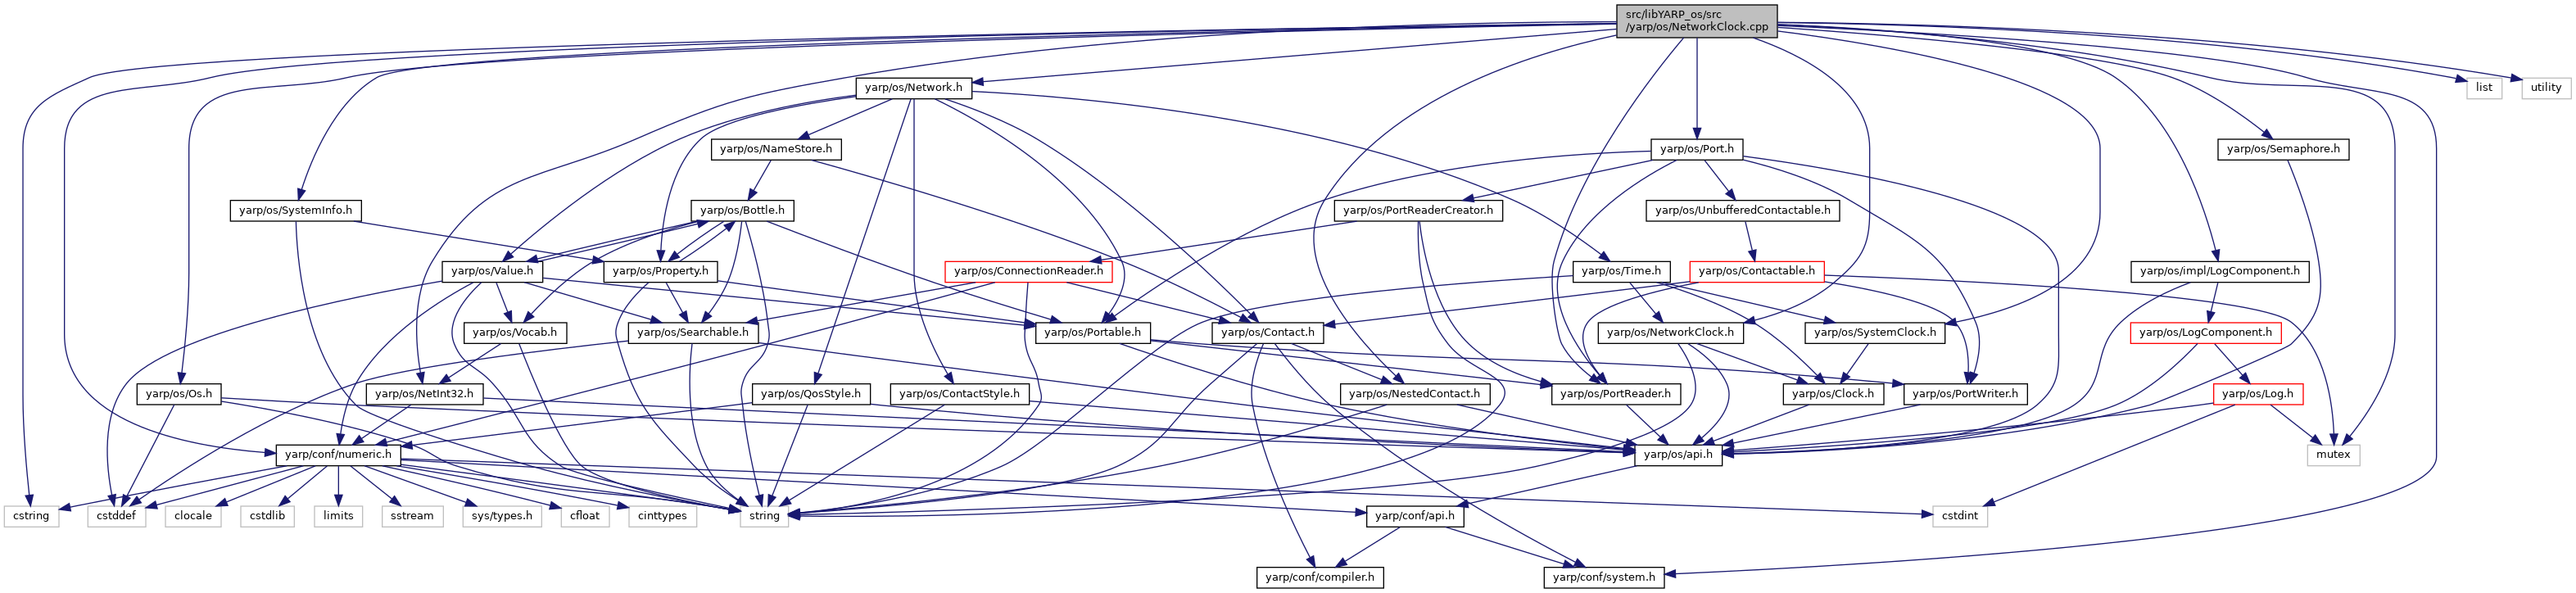 src/libYARP_os/src
/yarp/os/NetworkClock.cpp
yarp/os/Network.h
list
utility
yarp/os/NameStore.h
yarp/os/Port.h
yarp/os/Semaphore.h
yarp/os/SystemInfo.h
yarp/os/Bottle.h
yarp/os/PortReaderCreator.h
yarp/os/UnbufferedContactable.h
yarp/os/Value.h
yarp/os/Property.h
yarp/os/ConnectionReader.h
yarp/os/Time.h
yarp/os/Contactable.h
yarp/os/impl/LogComponent.h
yarp/os/Vocab.h
yarp/os/Searchable.h
yarp/os/Portable.h
yarp/os/Contact.h
yarp/os/NetworkClock.h
yarp/os/SystemClock.h
yarp/os/LogComponent.h
yarp/os/Os.h
yarp/os/NetInt32.h
yarp/os/QosStyle.h
yarp/os/ContactStyle.h
yarp/os/NestedContact.h
yarp/os/PortReader.h
yarp/os/Clock.h
yarp/os/PortWriter.h
yarp/os/Log.h
yarp/conf/numeric.h
yarp/os/api.h
mutex
cstring
cstddef
clocale
cstdlib
limits
sstream
sys/types.h
cfloat
cinttypes
string
yarp/conf/api.h
cstdint
yarp/conf/compiler.h
yarp/conf/system.h